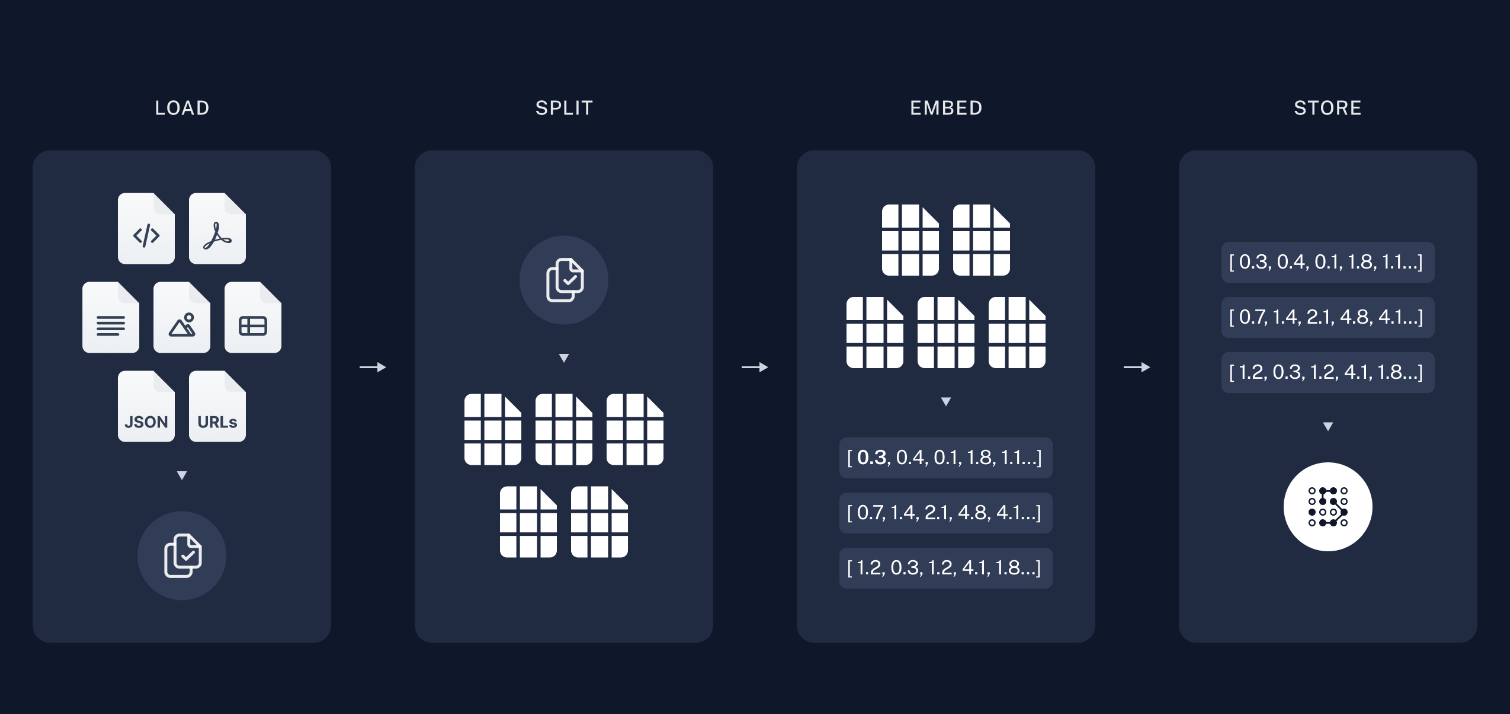 LOAD
SPLIT
EMBED
STORE
JSON
URLs
[ 0.3, 0.4, 0.1, 1.8, 1.1...]
[ 0.7, 1.4, 2.1, 4.8, 4.1...]
[ 1.2, 0.3, 1.2, 4.1, 1.8...]
[ 0.3, 0.4, 0.1, 1.8, 1.1...]
[ 0.7, 1.4, 2.1, 4.8, 4.1...]
[ 1.2, 0.3, 1.2, 4.1, 1.8...]